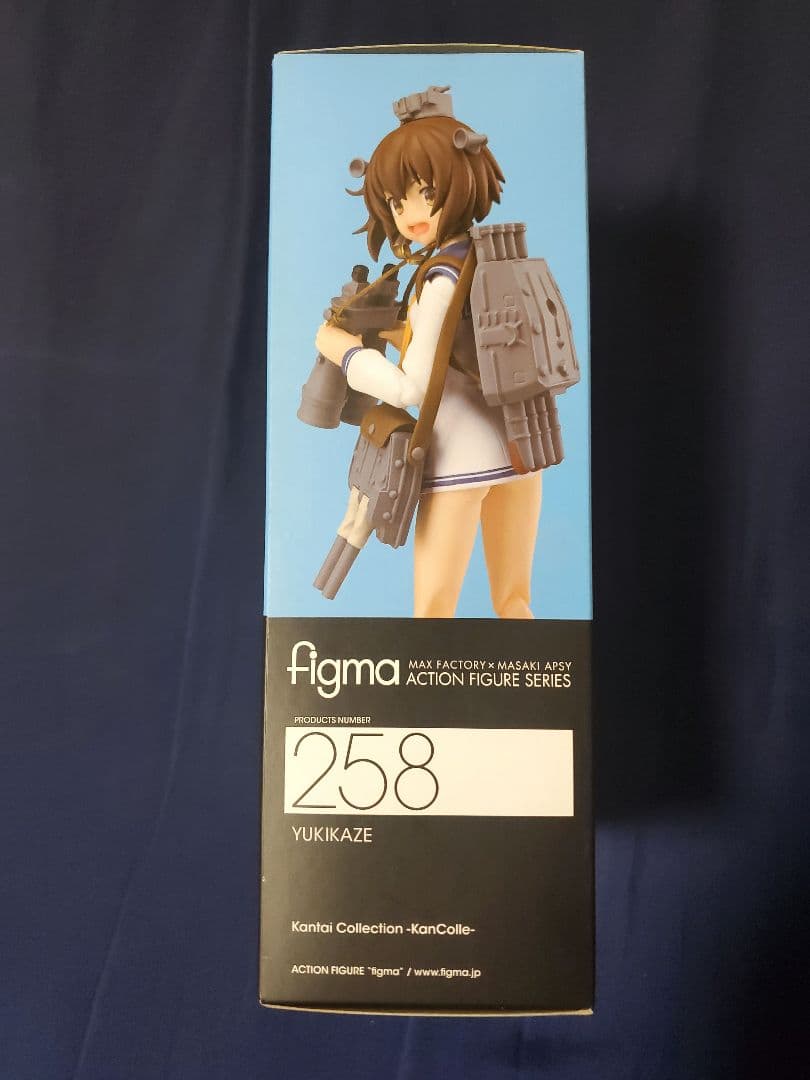 figma MAX FACTORY × MASAKI APSY
ACTION FIGURE SERIES
PRODUCTS NUMBER
258
YUKIKAZE
Kantai Collection -KanColle-
ACTION FIGURE "figma" / www.figma.jp